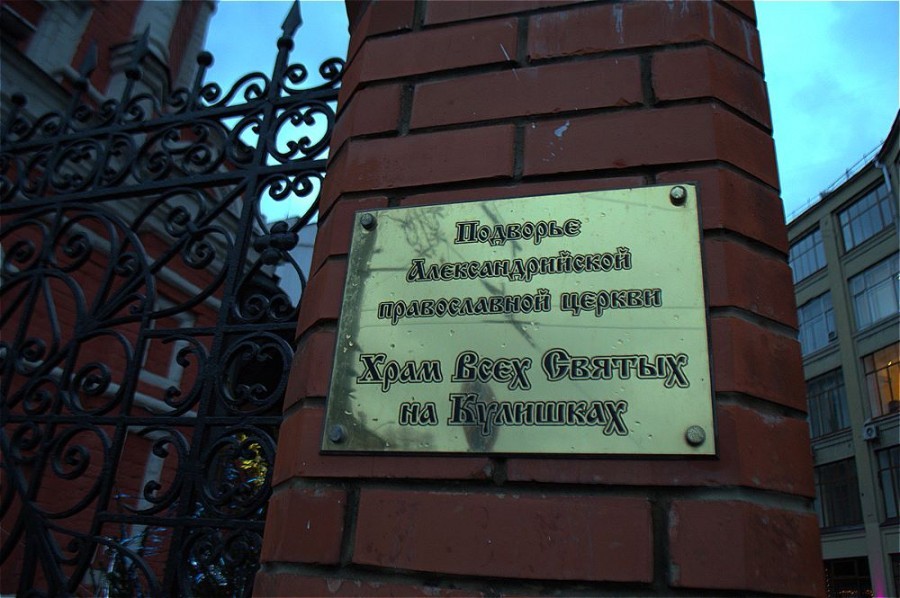 Подворье
Александрийской
православной церкви
Храм Всех Святых
на Кулишках